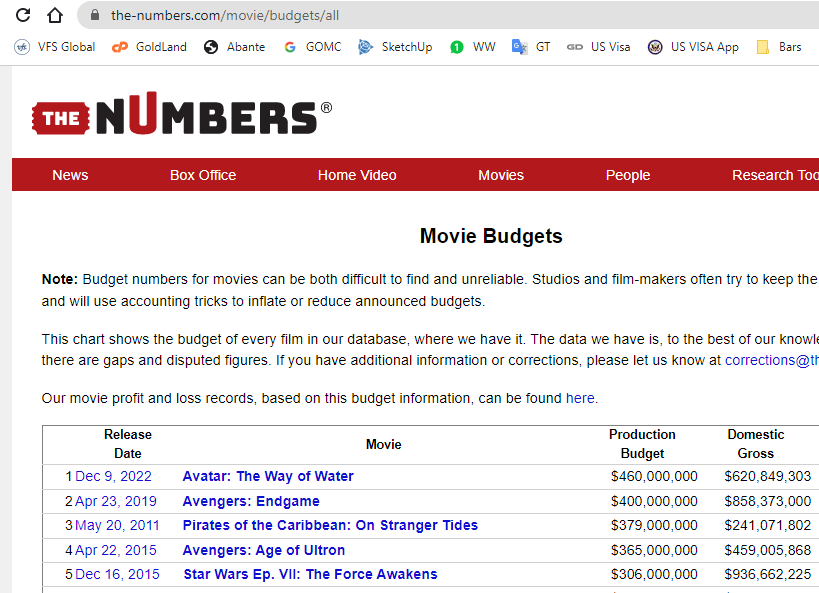 the-numbers.com/movie/budgets/all
VFS Global GoldLand Abante GOMC SketchUp 1 WW GT US Visa US VISA App Bars
THE NUMBERS®
News Box Office Home Video Movies People Research Too
Movie Budgets
Note: Budget numbers for movies can be both difficult to find and unreliable. Studios and film-makers often try to keep the
and will use accounting tricks to inflate or reduce announced budgets.
This chart shows the budget of every film in our database, where we have it. The data we have is, to the best of our knowle
there are gaps and disputed figures. If you have additional information or corrections, please let us know at corrections@th
Our movie profit and loss records, based on this budget information, can be found here.
Release Date Movie Production Budget Domestic Gross
1 Dec 9, 2022 Avatar: The Way of Water $460,000,000 $620,849,303
2 Apr 23, 2019 Avengers: Endgame $400,000,000 $858,373,000
3 May 20, 2011 Pirates of the Caribbean: On Stranger Tides $379,000,000 $241,071,802
4 Apr 22, 2015 Avengers: Age of Ultron $365,000,000 $459,005,868
5 Dec 16, 2015 Star Wars Ep. VII: The Force Awakens $306,000,000 $936,662,225